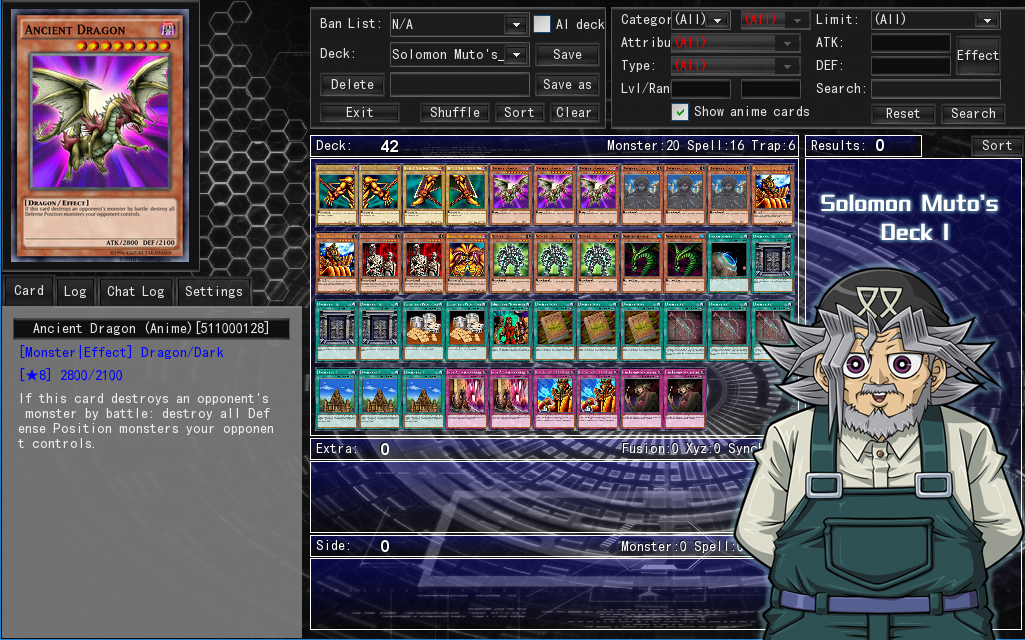 ANCIENT DRAGON
[DRAGON/EFFECT]
If this card destroys an opponent's monster by battle: destroy all
Defense Position monsters your opponent controls.
ATK/2800 DEF/2100
Card
Log
Chat Log
Settings
Ancient Dragon (Anime)[511000128]
[Monster|Effect] Dragon/Dark
[★8] 2800/2100
If this card destroys an opponent's
monster by battle: destroy all Def
ense Position monsters your opponen
t controls.
Ban List:
N/A
AI deck
Deck:
Solomon Muto's_
Save
Delete
Save as
Exit
Shuffle
Sort
Clear
Categor
(All)
(All)
Limit:
(All)
Attribu
(All)
ATK:
Effect
Type:
(All)
DEF:
Lvl/Ran
Search:
Show anime cards
Reset
Search
Deck:
42
Monster:20 Spell:16 Trap:6
Results:
0
Sort
Solomon Muto's
Deck I
Extra:
0
Fusion:0 Xyz:0 Synch
Side:
0
Monster:0 Spell:0